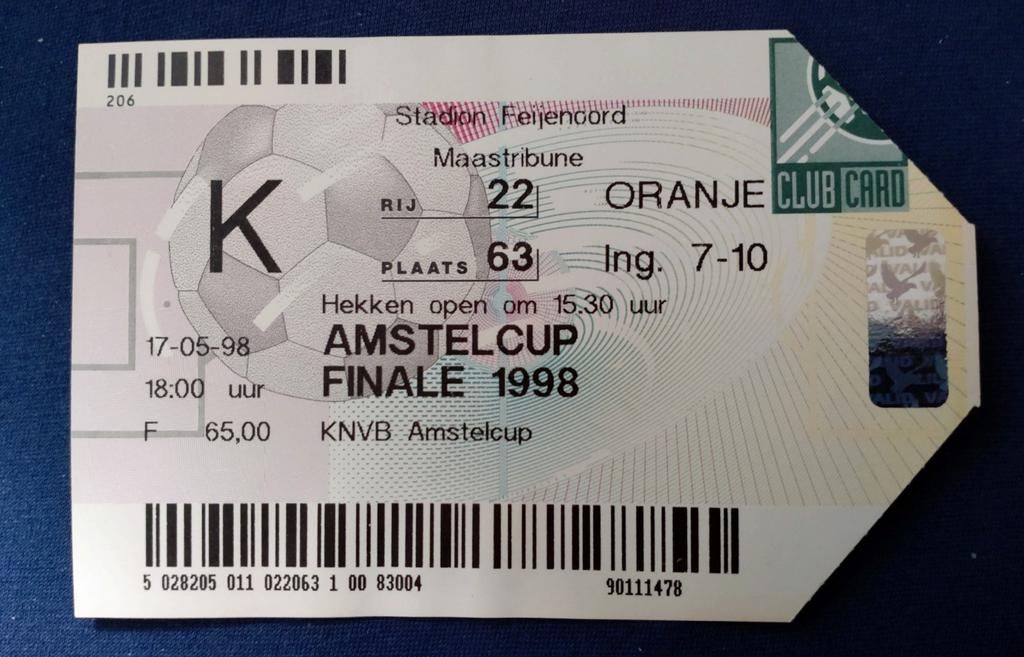 206
Stadion Feijenoord
Maastribune
K RIJ 22 ORANJE
PLAATS 63 Ing. 7-10
CLUB CARD
Hekken open om 15.30 uur
17-05-98 AMSTELCUP
18:00 uur FINALE 1998
F 65,00 KNVB Amstelcup
VALID
5 028205 011 022063 1 00 83004 90111478